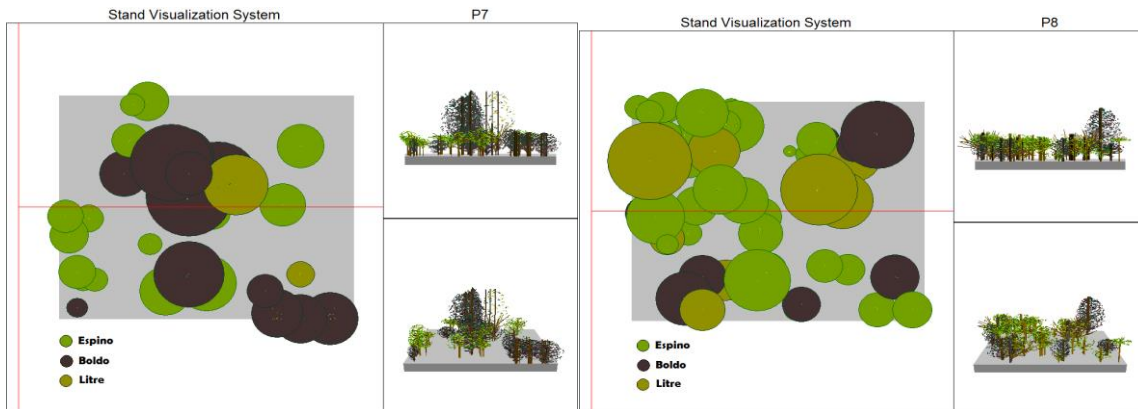 Stand Visualization System
P7
Espino
Boldo
Litre
Stand Visualization System
P8
Espino
Boldo
Litre